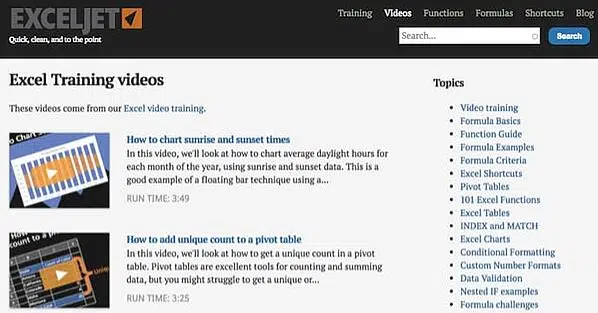 EXCELJET
Quick, clean, and to the point
Training Videos Functions Formulas Shortcuts Blog
Search...
Search
Excel Training videos
These videos come from our Excel video training.
How to chart sunrise and sunset times
In this video, we'll look at how to chart average daylight hours for
each month of the year, using sunrise and sunset data. This is a
good example of a floating bar technique using a...
RUN TIME: 3:49
How to add unique count to a pivot table
In this video, we'll look at how to get a unique count in a pivot
table. Pivot tables are excellent tools for counting and summing
data, but you might struggle to get a unique or...
RUN TIME: 3:25
Topics
Video training
Formula Basics
Function Guide
Formula Examples
Formula Criteria
Excel Shortcuts
Pivot Tables
101 Excel Functions
Excel Tables
INDEX and MATCH
Excel Charts
Conditional Formatting
Custom Number Formats
Data Validation
Nested IF examples
Formula challenges